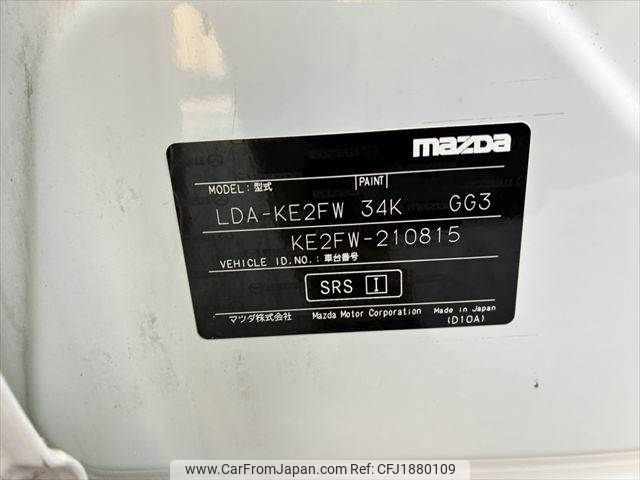 mazda
MODEL:型式 PAINT
LDA-KE2FW 34K GG3
KE2FW-210815
VEHICLE ID.NO.:車台番号
SRS I
マツダ株式会社 Mazda Motor Corporation Made in Japan
(D10A)
www.CarFromJapan.com - CFJ1880109